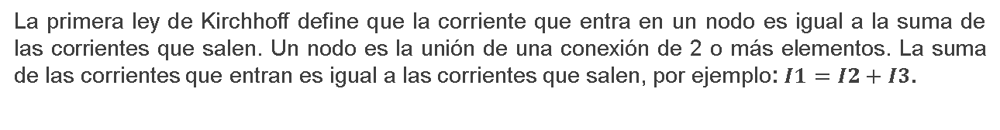 La primera ley de Kirchhoff define que la corriente que entra en un nodo es igual a la suma de
las corrientes que salen. Un nodo es la unión de una conexión de 2 o más elementos. La suma
de las corrientes que entran es igual a las corrientes que salen, por ejemplo: I1 = I2 + I3.